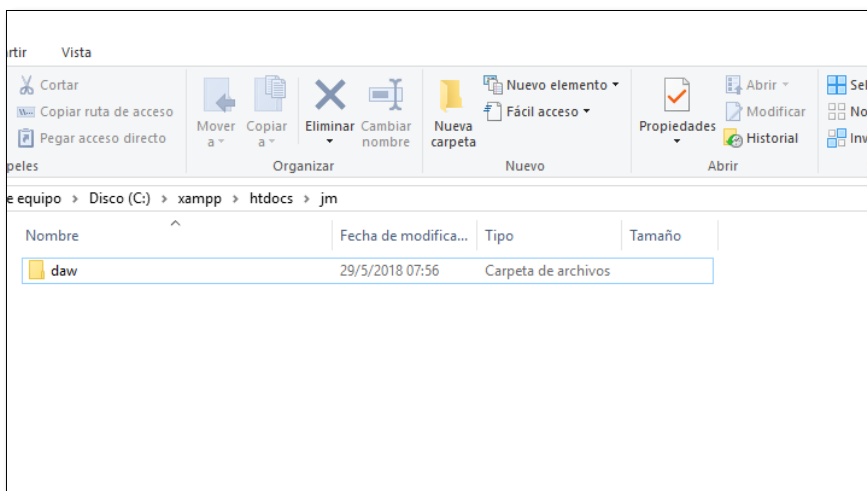 rtir Vista
Cortar
Copiar ruta de acceso
Pegar acceso directo
peles
Mover a
Copiar a
Eliminar
Cambiar nombre
Organizar
Nueva carpeta
Nuevo elemento
Fácil acceso
Nuevo
Propiedades
Abrir
Modificar
Historial
Abrir
Sel
No
Inv
e equipo > Disco (C:) > xampp > htdocs > jm
Nombre Fecha de modifica... Tipo Tamaño
daw 29/5/2018 07:56 Carpeta de archivos